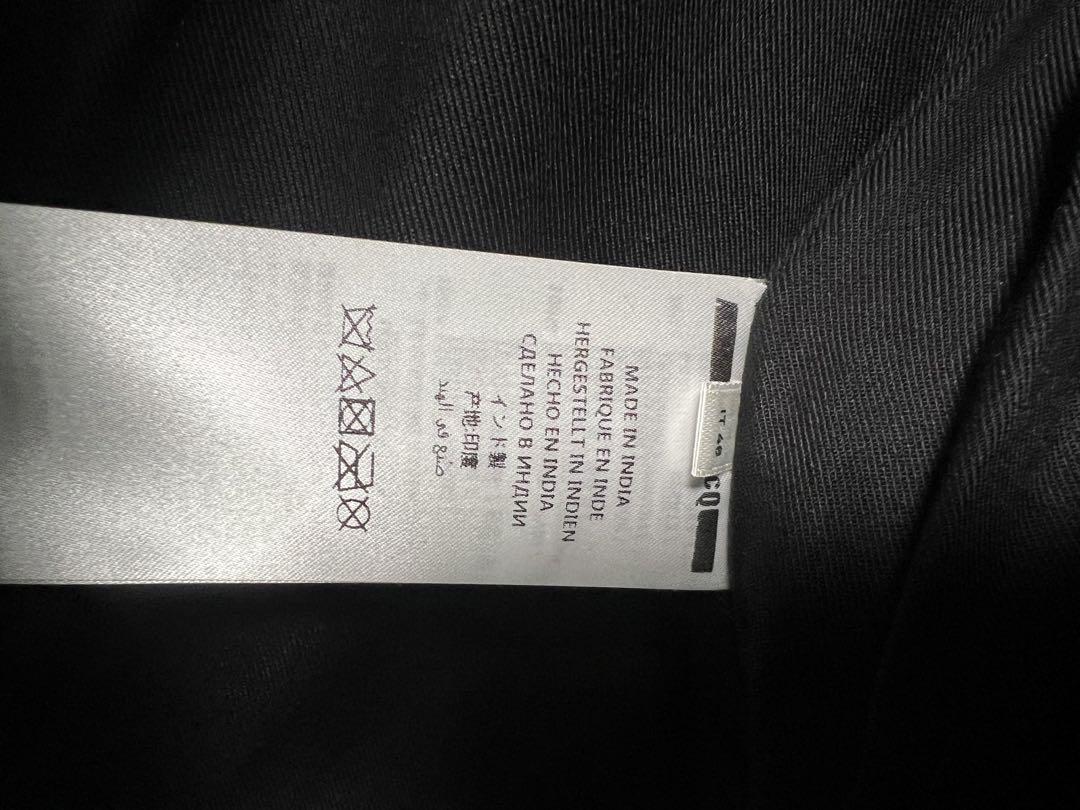 CQ
MADE IN INDIA
FABRIQUE EN INDE
HERGESTELLT IN INDIEN
HECHO EN INDIA
СДЕЛАНО В ИНДИИ
インド製
产地:印度
صنع في الهند